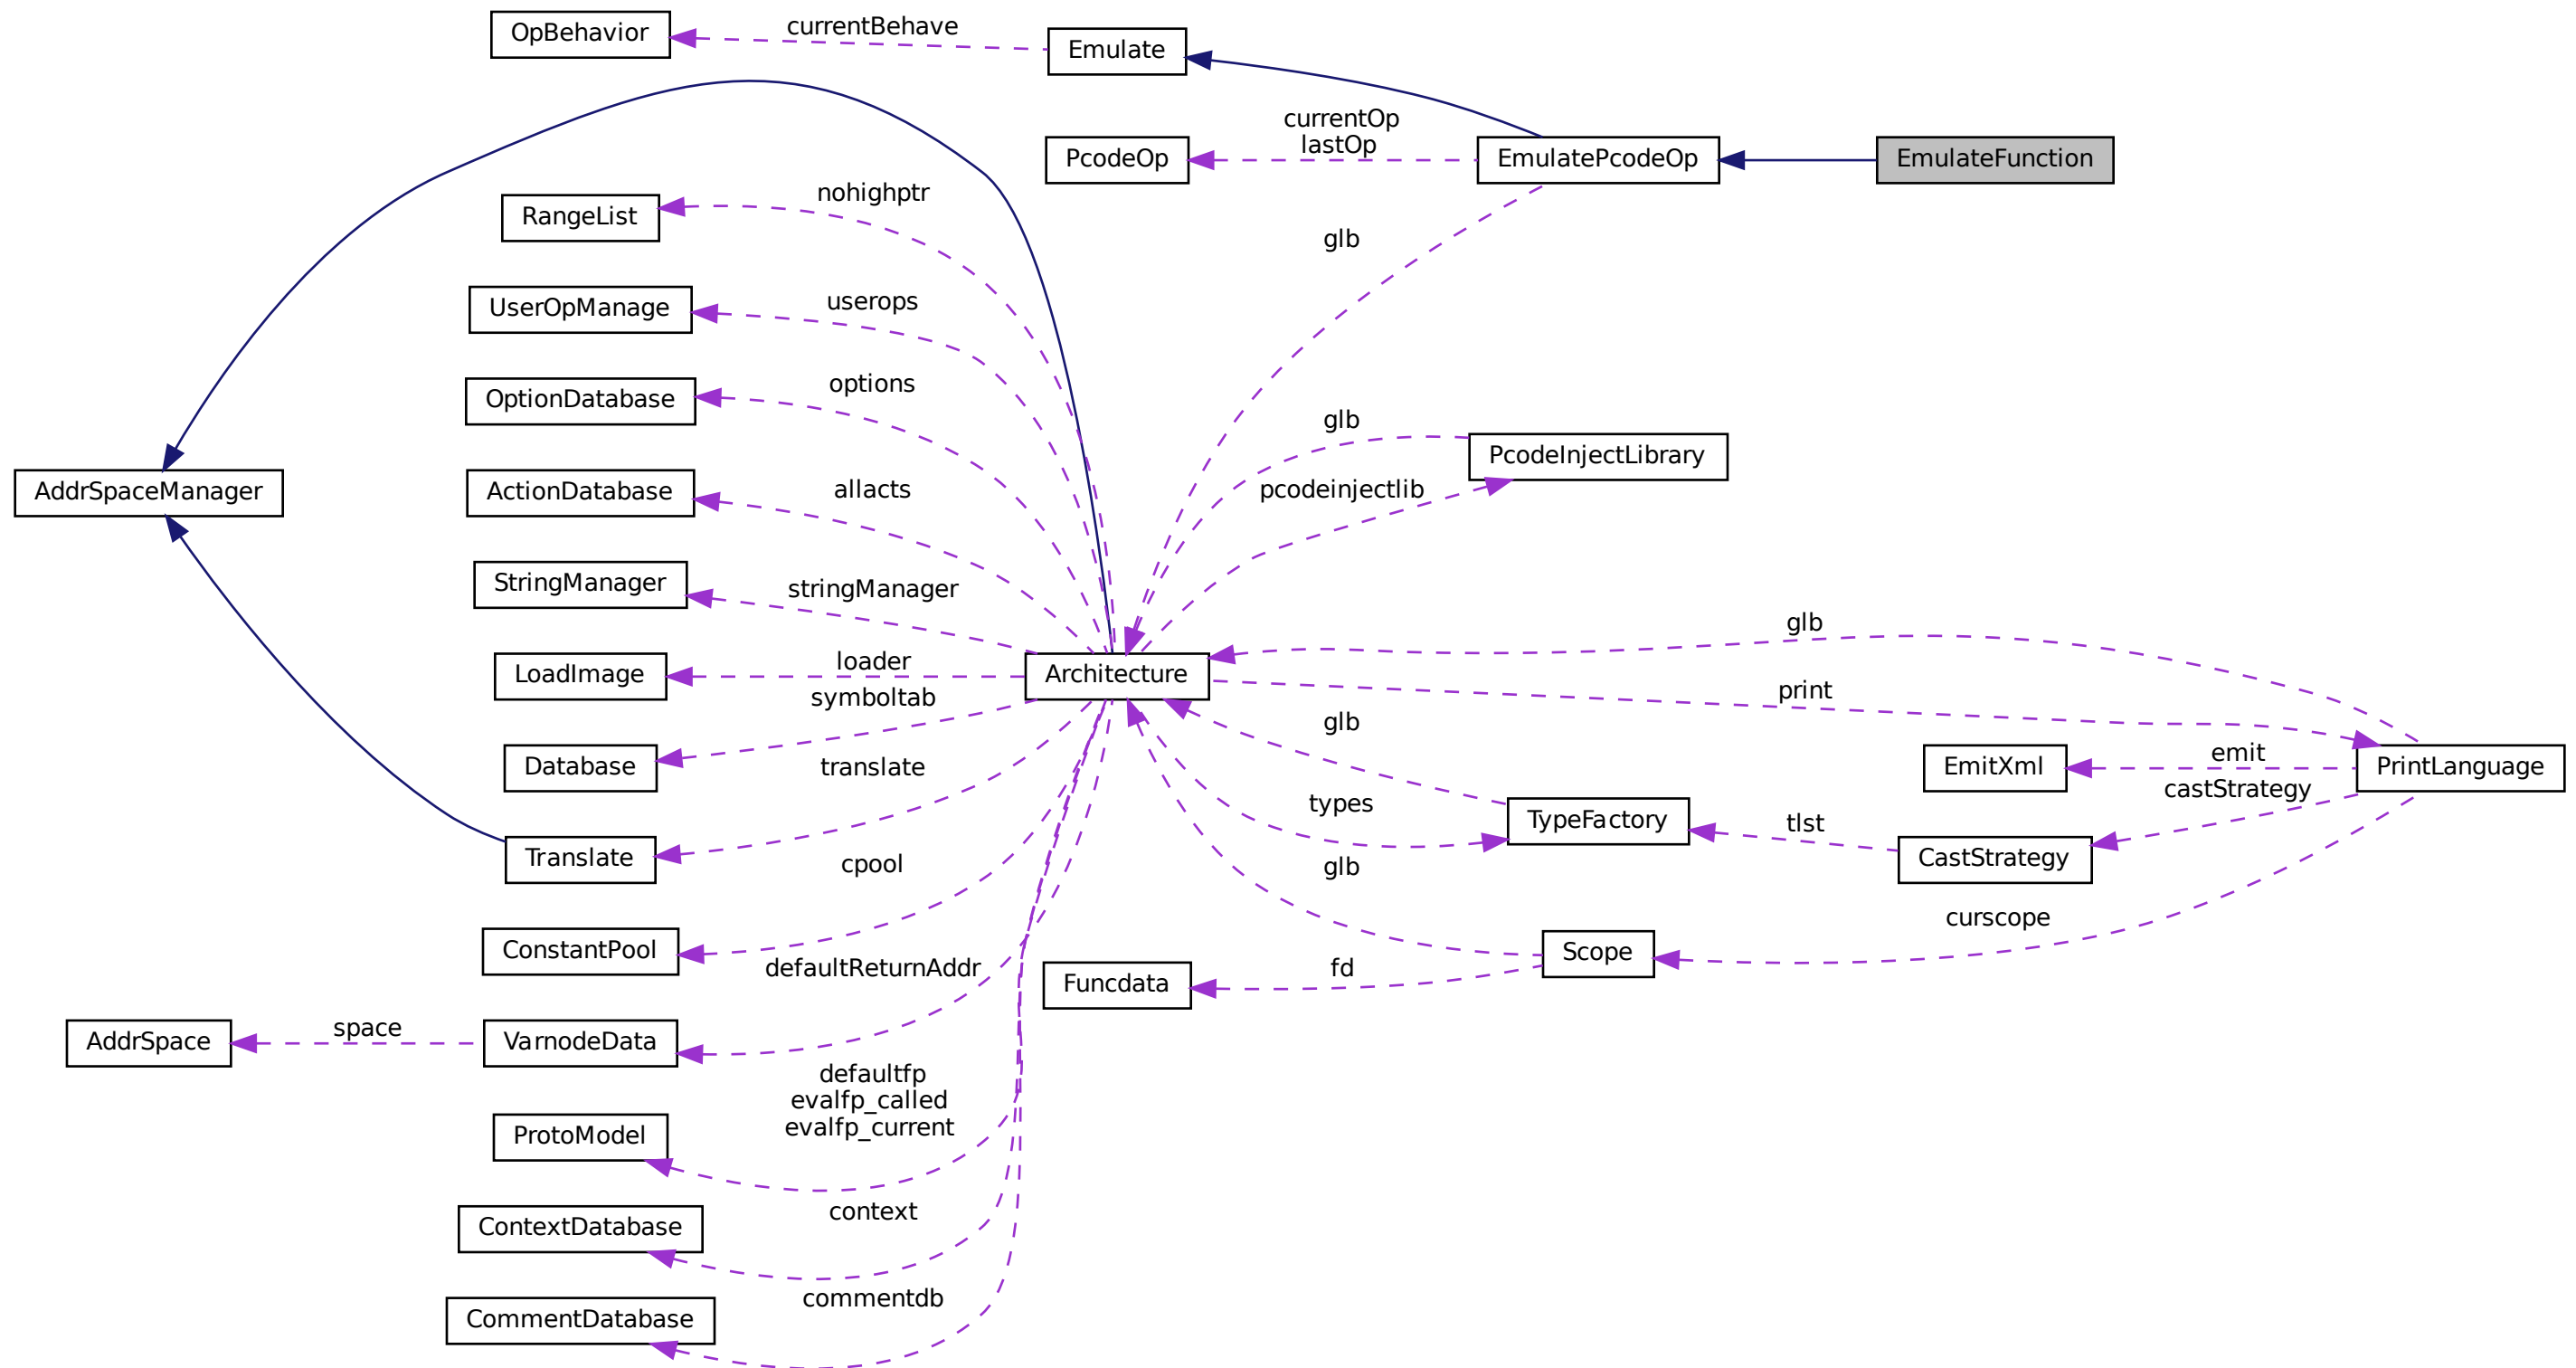 OpBehavior
currentBehave
Emulate
currentOp
lastOp
PcodeOp
EmulatePcodeOp
EmulateFunction
nohighptr
RangeList
glb
userops
UserOpManage
options
OptionDatabase
glb
PcodeInjectLibrary
AddrSpaceManager
ActionDatabase
allacts
pcodeinjectlib
StringManager
stringManager
glb
LoadImage
loader
Architecture
symboltab
print
glb
Database
translate
EmitXml
emit
PrintLanguage
castStrategy
types
TypeFactory
tlst
Translate
cpool
glb
CastStrategy
curscope
ConstantPool
defaultReturnAddr
Scope
fd
Funcdata
AddrSpace
space
VarnodeData
defaultfp
evalfp_called
evalfp_current
ProtoModel
context
ContextDatabase
commentdb
CommentDatabase